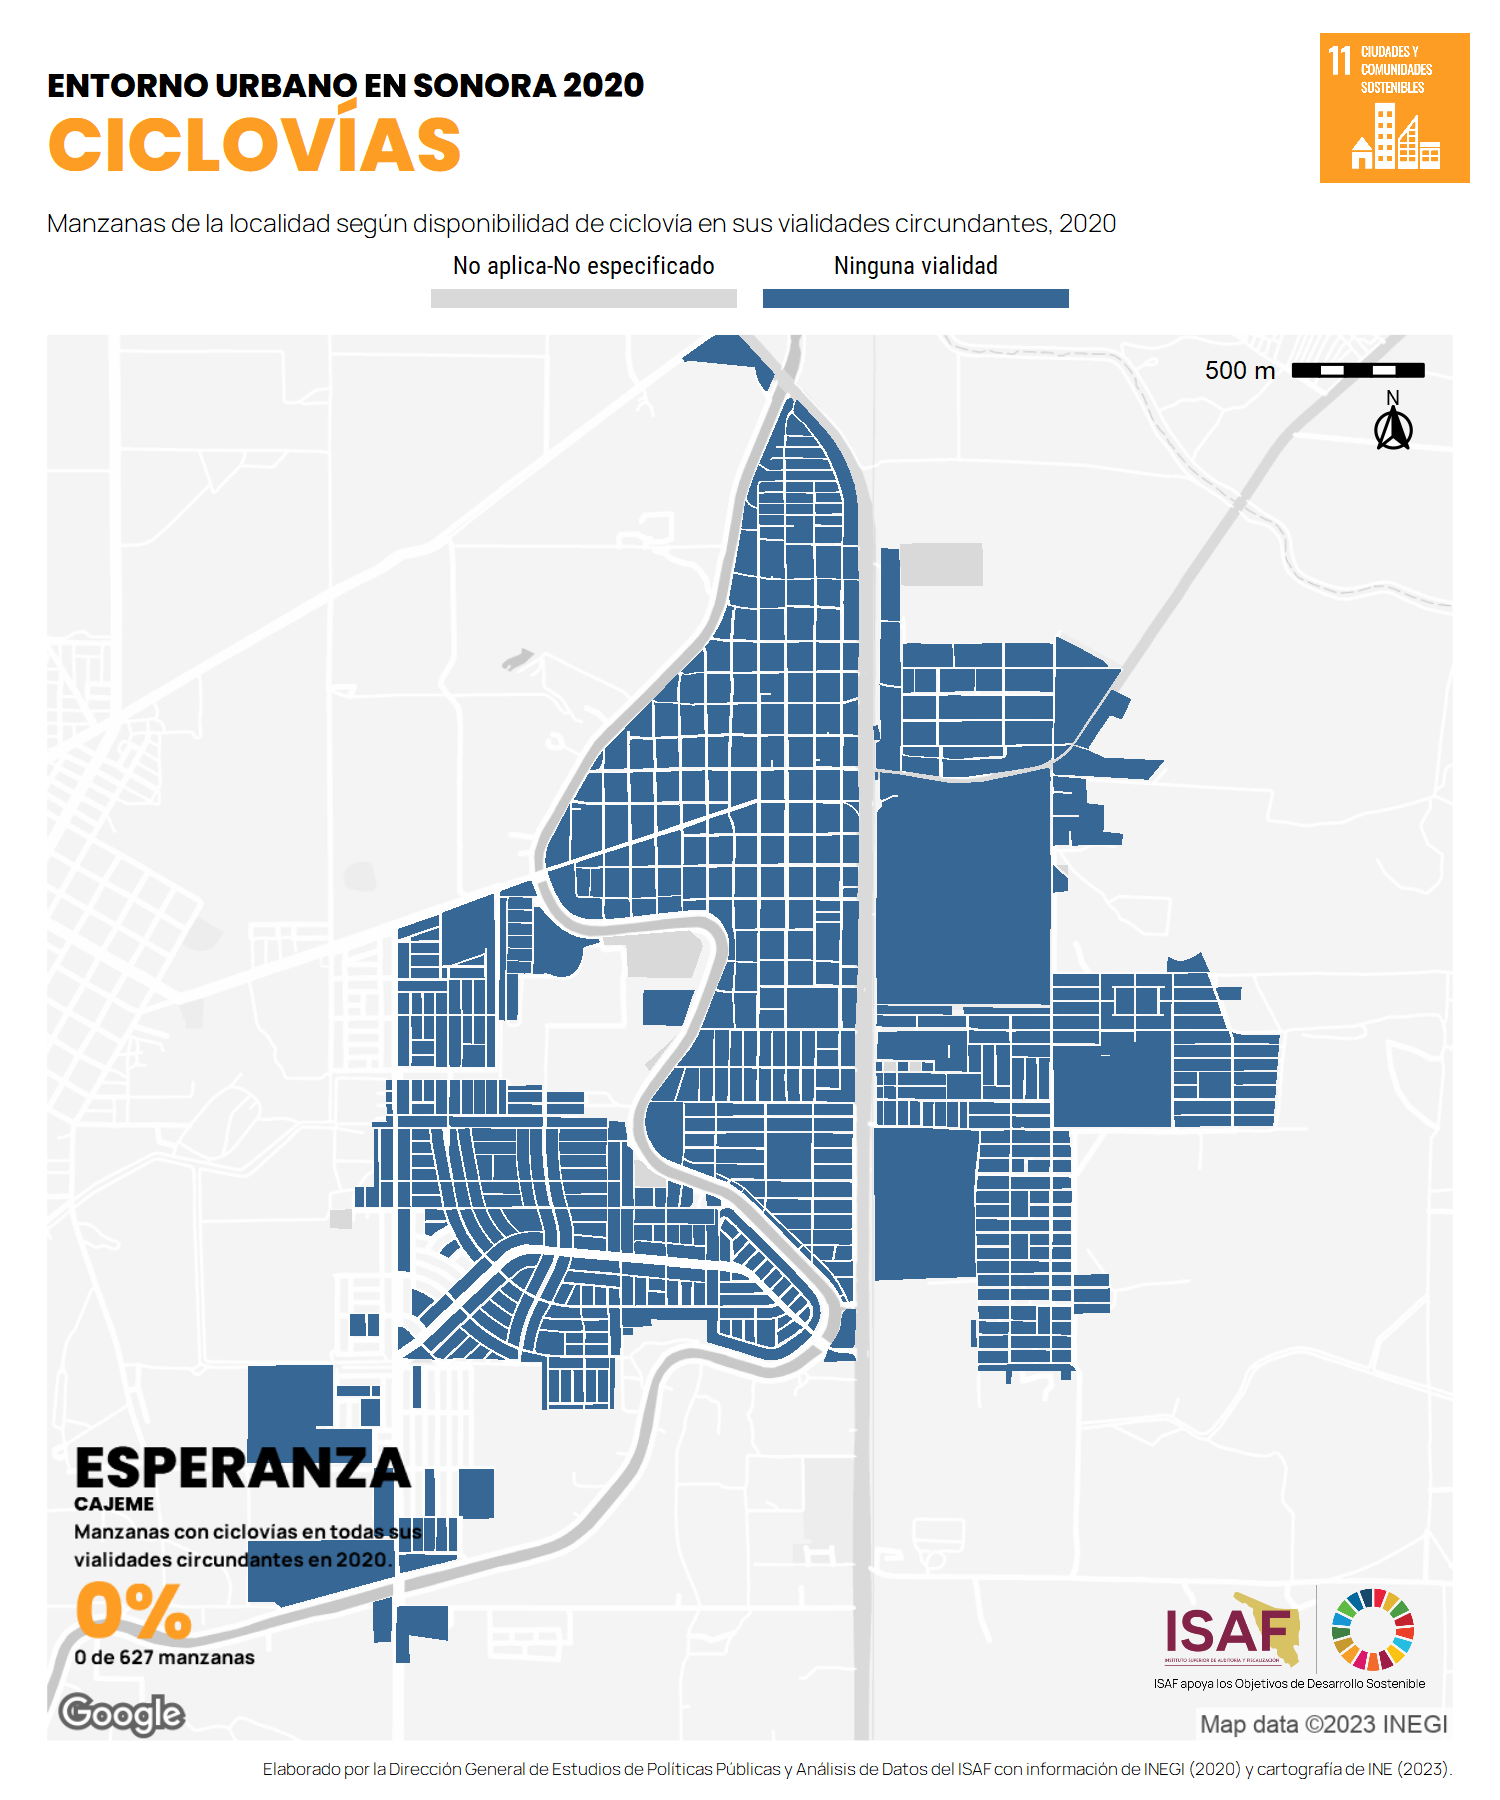 ENTORNO URBANO EN SONORA 2020
CICLOVÍAS
11 CIUDADES Y
COMUNIDADES
SOSTENIBLES
Manzanas de la localidad según disponibilidad de ciclovía en sus vialidades circundantes, 2020
No aplica-No especificado
Ninguna vialidad
500 m
N
ESPERANZA
CAJEME
Manzanas con ciclovias en todas sus
vialidades circundantes en 2020.
0%
0 de 627 manzanas
Google
ISAF
INSTITUTO SUPERIOR DE AUDITORÍA Y FISCALIZACIÓN
ISAF apoya los Objetivos de Desarrollo Sostenible
Map data ©2023 INEGI
Elaborado por la Dirección General de Estudios de Políticas Públicas y Análisis de Datos del ISAF con información de INEGI (2020) y cartografía de INE (2023).